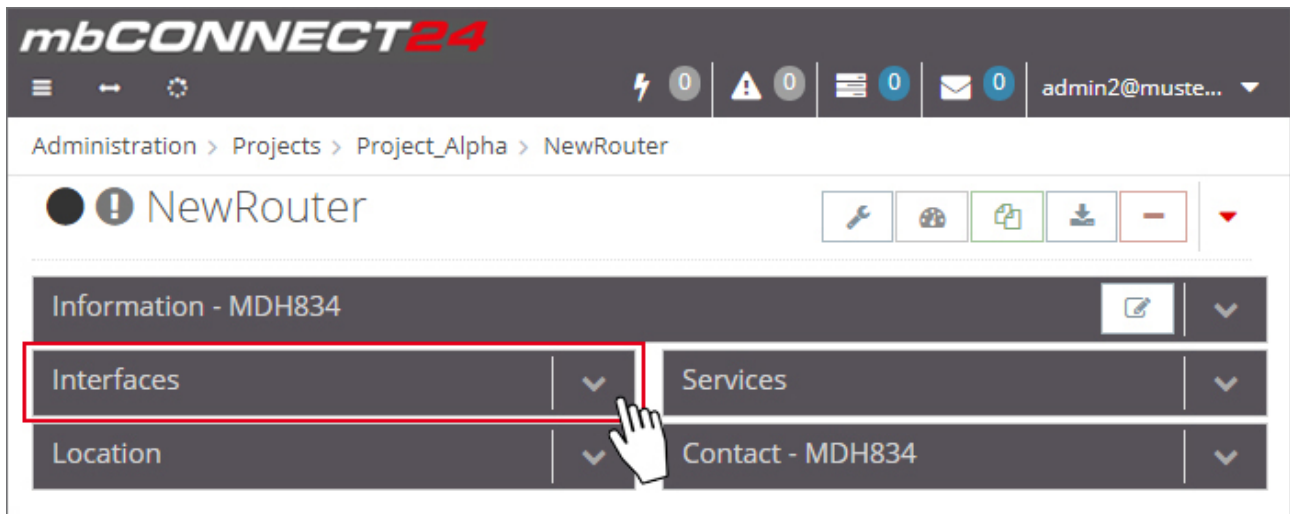 mbCONNECT24
0 0 0 0 admin2@muste...
Administration > Projects > Project_Alpha > NewRouter
NewRouter
Information - MDH834
Interfaces Services
Location Contact - MDH834